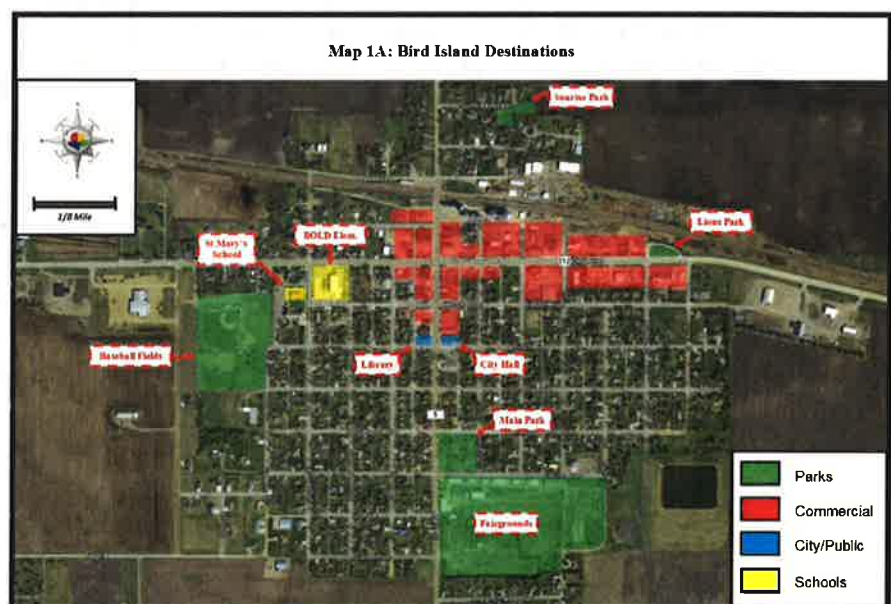 Map 1A: Bird Island Destinations
Sunrise Park
1/8 Mile
Lions Park
BOLD Elem.
St Mary's
School
Baseball Fields
Library
City Hall
Main Park
Fairgrounds
Parks
Commercial
City/Public
Schools